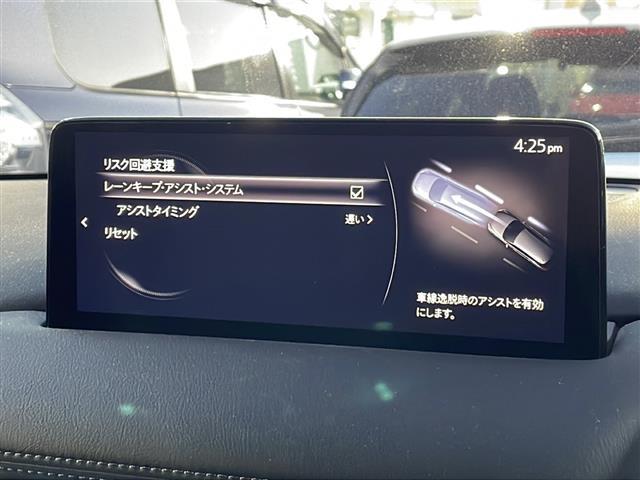 4:25pm
リスク回避支援
レーンキープ・アシスト・システム
アシストタイミング 遅い
リセット
車線逸脱時のアシストを有効
にします。